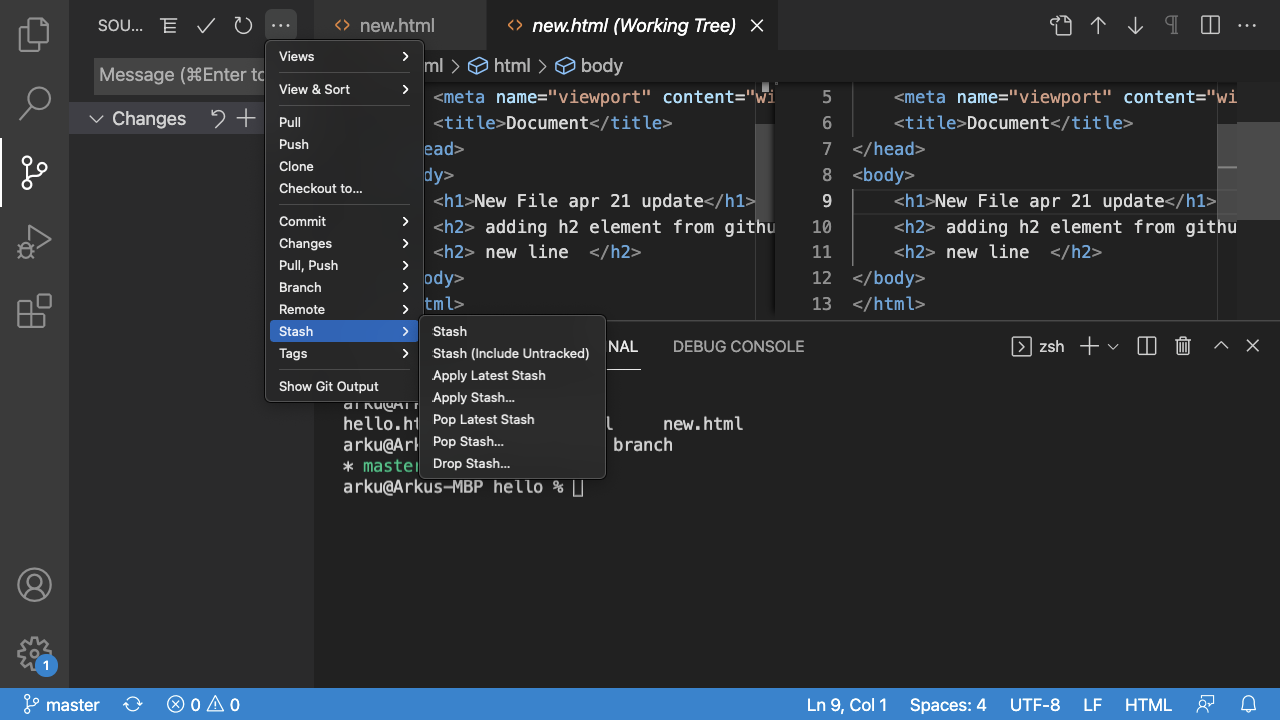 SOU...
new.html
new.html (Working Tree)
Message (⌘Enter to
ml > html > body
Changes
Views
View & Sort
Pull
Push
Clone
Checkout to...
Commit
Changes
Pull, Push
Branch
Remote
Stash
Tags
Show Git Output
Stash
Stash (Include Untracked)
Apply Latest Stash
Apply Stash...
Pop Latest Stash
Pop Stash...
Drop Stash...
<meta name="viewport" content="wi
<title>Document</title>
ead>
dy>
<h1>New File apr 21 update</h1>
<h2> adding h2 element from githu
<h2> new line  </h2>
ody>
tml>
5 <meta name="viewport" content="wi
6 <title>Document</title>
7 </head>
8 <body>
9 <h1>New File apr 21 update</h1>
10 <h2> adding h2 element from githu
11 <h2> new line  </h2>
12 </body>
13 </html>
NAL
DEBUG CONSOLE
zsh
hello.ht l new.html
arku@Ark branch
* master
arku@Arkus-MBP hello %
1
master
0
0
Ln 9, Col 1
Spaces: 4
UTF-8
LF
HTML